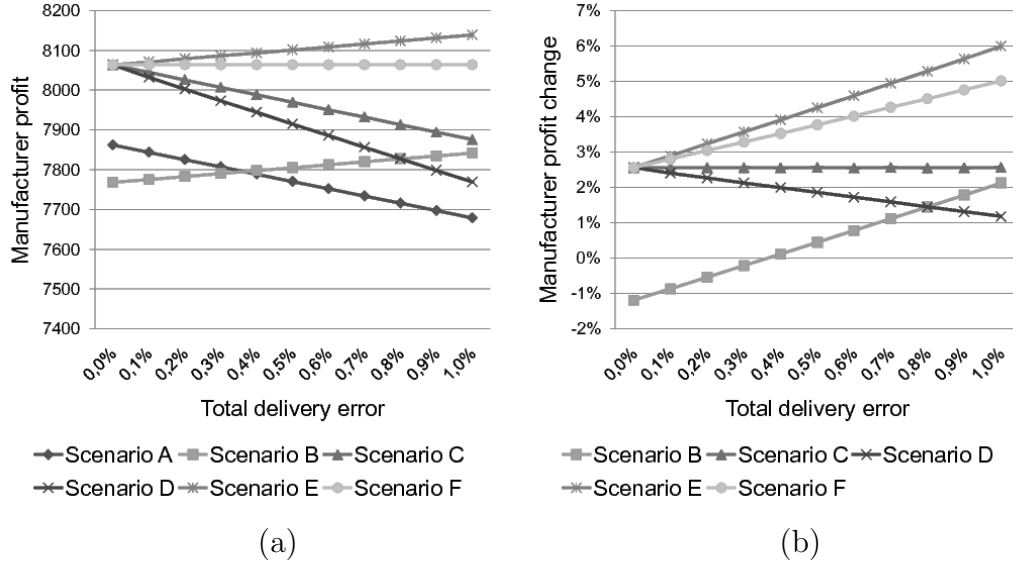 8200
8100
8000
7900
7800
7700
7600
7500
7400
Manufacturer profit
0,0% 0,1% 0,2% 0,3% 0,4% 0,5% 0,6% 0,7% 0,8% 0,9% 1,0%
Total delivery error
Scenario A Scenario B Scenario C
Scenario D Scenario E Scenario F
(a)
7%
6%
5%
4%
3%
2%
1%
0%
-1%
-2%
Manufacturer profit change
0,0% 0,1% 0,2% 0,3% 0,4% 0,5% 0,6% 0,7% 0,8% 0,9% 1,0%
Total delivery error
Scenario B Scenario C Scenario D
Scenario E Scenario F
(b)